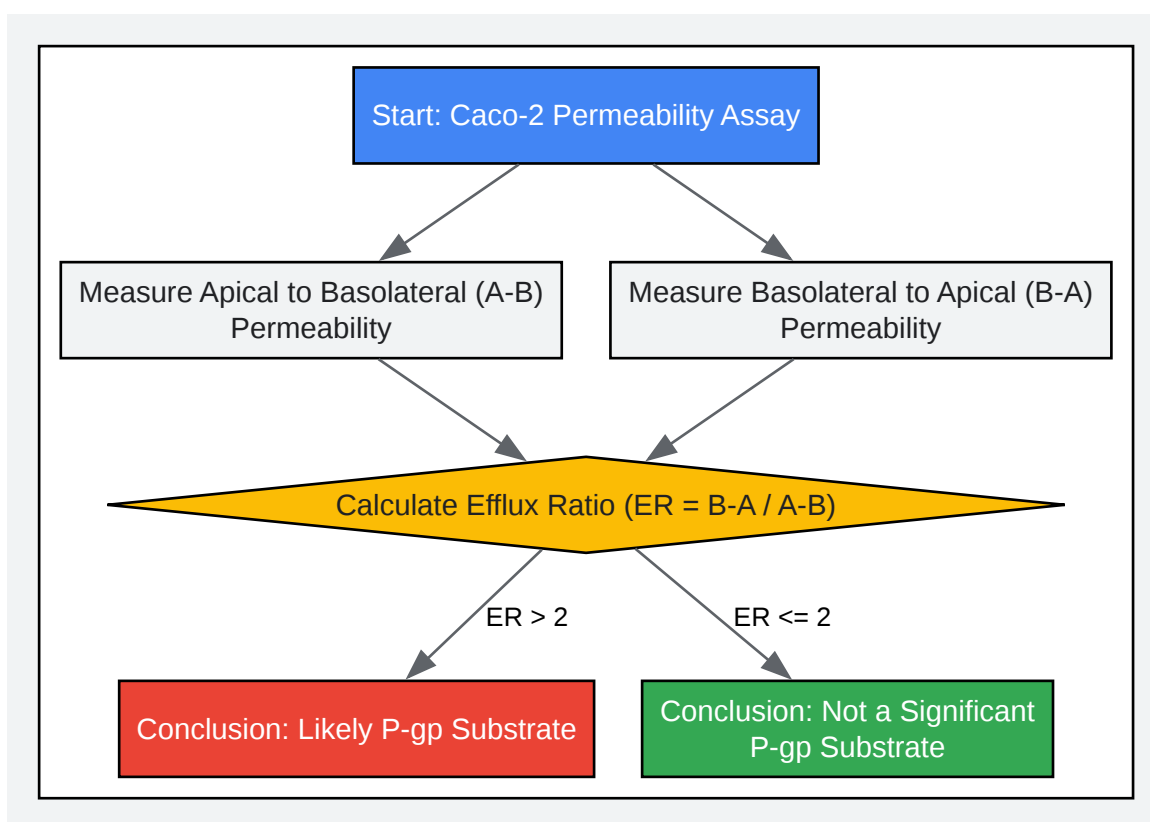 Start: Caco-2 Permeability Assay
Measure Apical to Basolateral (A-B)
Permeability
Measure Basolateral to Apical (B-A)
Permeability
Calculate Efflux Ratio (ER = B-A / A-B)
ER > 2
ER <= 2
Conclusion: Likely P-gp Substrate
Conclusion: Not a Significant
P-gp Substrate